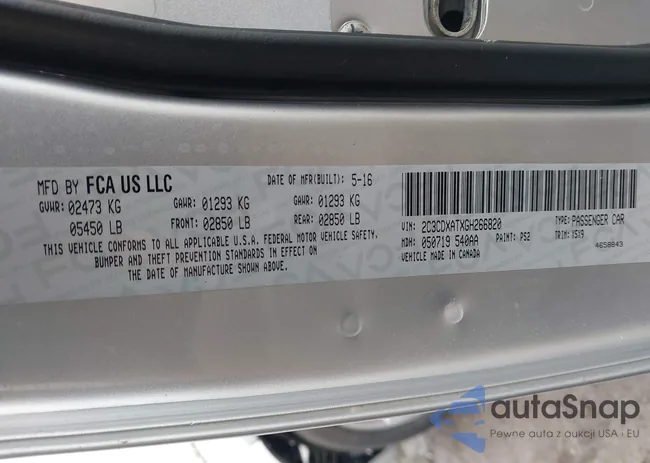 MFD BY FCA US LLC DATE OF MFR(BUILT): 5-16
GVWR: 02473 KG GAWR: 01293 KG GAWR: 01293 KG
05450 LB FRONT: 02850 LB REAR: 02850 LB
THIS VEHICLE CONFORMS TO ALL APPLICABLE U.S.A. FEDERAL MOTOR VEHICLE SAFETY,
BUMPER AND THEFT PREVENTION STANDARDS IN EFFECT ON
THE DATE OF MANUFACTURE SHOWN ABOVE.
VIN: 2C3CDXATXGH266820 TYPE: PASSENGER CAR
MDH: 050719 540AA PAINT: PS2 TRIM: XSX9
VEHICLE MADE IN CANADA 4658843
autaSnap
Pewne auta z aukcji USA i EU